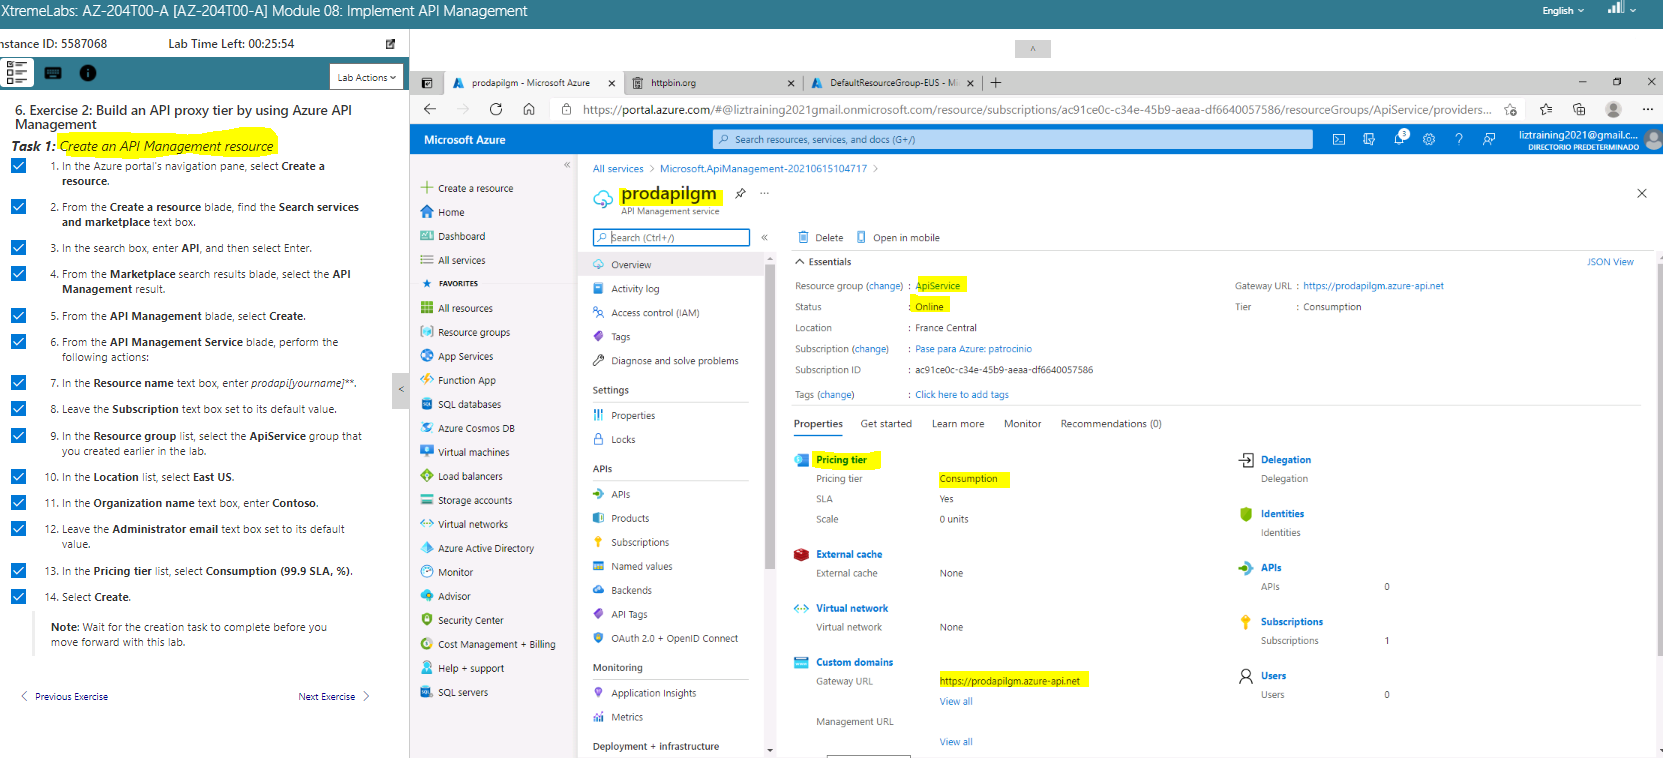 XtremeLabs: AZ-204T00-A [AZ-204T00-A] Module 08: Implement API Management
English
nstance ID: 5587068
Lab Time Left: 00:25:54
Lab Actions
6. Exercise 2: Build an API proxy tier by using Azure API
Management
Task 1: Create an API Management resource
1. In the Azure portal's navigation pane, select Create a
resource.
2. From the Create a resource blade, find the Search services
and marketplace text box.
3. In the search box, enter API, and then select Enter.
4. From the Marketplace search results blade, select the API
Management result.
5. From the API Management blade, select Create.
6. From the API Management Service blade, perform the
following actions:
7. In the Resource name text box, enter prodapi[yourname]**.
8. Leave the Subscription text box set to its default value.
9. In the Resource group list, select the ApiService group that
you created earlier in the lab.
10. In the Location list, select East US.
11. In the Organization name text box, enter Contoso.
12. Leave the Administrator email text box set to its default
value.
13. In the Pricing tier list, select Consumption (99.9 SLA, %).
14. Select Create.
Note: Wait for the creation task to complete before you
move forward with this lab.
Previous Exercise
Next Exercise
prodapilgm - Microsoft Azure
httpbin.org
DefaultResourceGroup-EUS - Mi
https://portal.azure.com/#@liztraining2021gmail.onmicrosoft.com/resource/subscriptions/ac91ce0c-c34e-45b9-aeaa-df6640057586/resourceGroups/ApiService/providers...
Microsoft Azure
Search resources, services, and docs (G+/)
3
liztraining2021@gmail.c...
DIRECTORIO PREDETERMINADO
Create a resource
Home
Dashboard
All services
FAVORITES
All resources
Resource groups
App Services
Function App
SQL databases
Azure Cosmos DB
Virtual machines
Load balancers
Storage accounts
Virtual networks
Azure Active Directory
Monitor
Advisor
Security Center
Cost Management + Billing
Help + support
SQL servers
All services > Microsoft.ApiManagement-20210615104717 >
prodapilgm
API Management service
Search (Ctrl+/)
Overview
Activity log
Access control (IAM)
Tags
Diagnose and solve problems
Settings
Properties
Locks
APIs
APIs
Products
Subscriptions
Named values
Backends
API Tags
OAuth 2.0 + OpenID Connect
Monitoring
Application Insights
Metrics
Deployment + infrastructure
Delete
Open in mobile
Essentials
JSON View
Resource group (change) : ApiService
Status : Online
Location : France Central
Subscription (change) : Pase para Azure: patrocinio
Subscription ID : ac91ce0c-c34e-45b9-aeaa-df6640057586
Tags (change) : Click here to add tags
Gateway URL : https://prodapilgm.azure-api.net
Tier : Consumption
Properties
Get started
Learn more
Monitor
Recommendations (0)
Pricing tier
Pricing tier Consumption
SLA Yes
Scale 0 units
External cache
External cache None
Virtual network
Virtual network None
Custom domains
Gateway URL https://prodapilgm.azure-api.net
View all
Management URL
View all
Delegation
Delegation
Identities
Identities
APIs
APIs 0
Subscriptions
Subscriptions 1
Users
Users 0